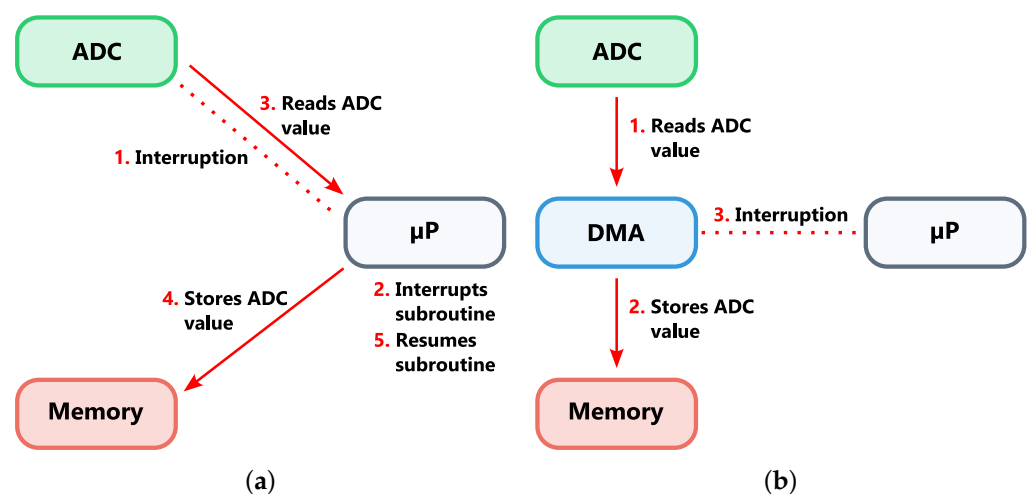 ADC
3. Reads ADC
value
1. Interruption
µP
2. Interrupts
subroutine
5. Resumes
subroutine
4. Stores ADC
value
Memory
(a)
ADC
1. Reads ADC
value
DMA
3. Interruption
µP
2. Stores ADC
value
Memory
(b)